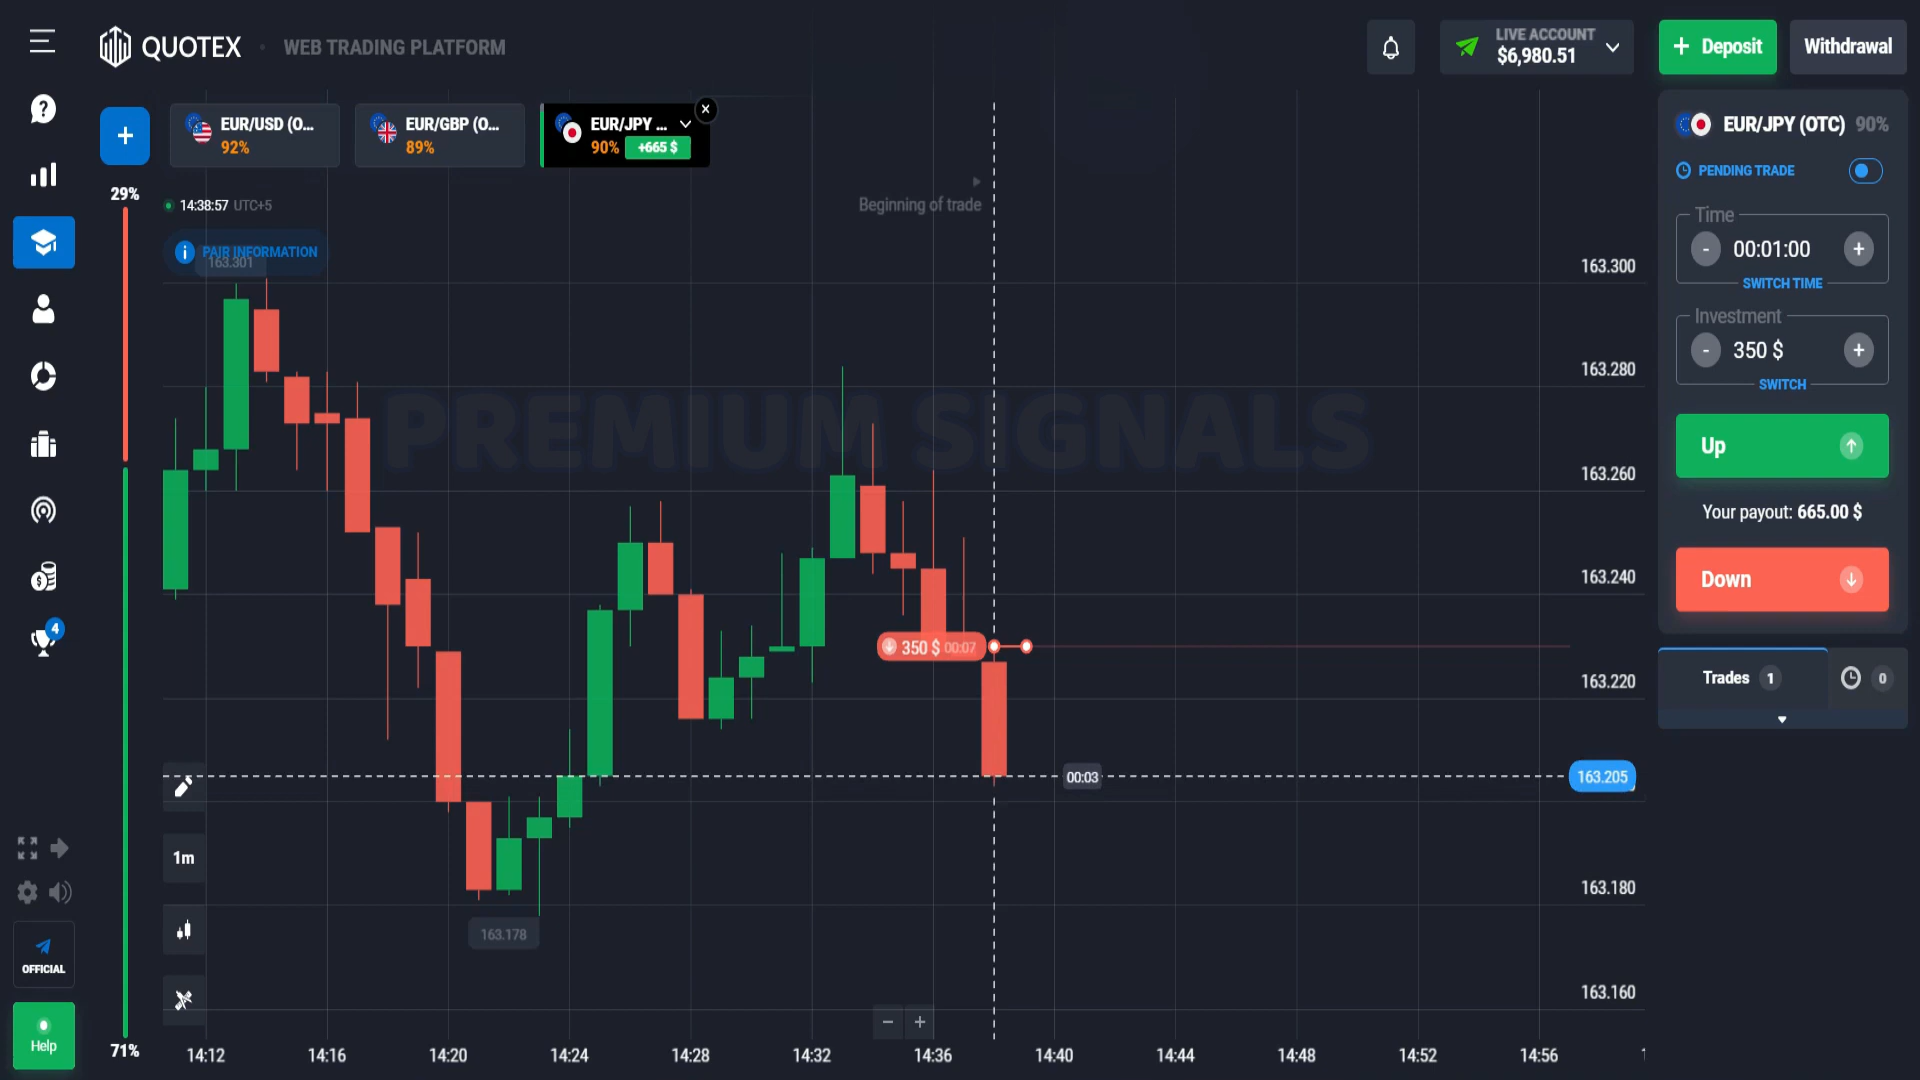 QUOTEX
WEB TRADING PLATFORM
LIVE ACCOUNT
$6,980.51
+ Deposit
Withdrawal
EUR/USD (O...
92%
EUR/GBP (O...
89%
EUR/JPY ...
90% +665 $
29%
14:38:57 UTC+5
PAIR INFORMATION
163.301
Beginning of trade
PREMIUM SIGNALS
163.300
163.280
163.260
163.240
163.220
163.205
163.180
163.160
350 $ 00:07
00:03
163.178
1m
71%
14:12
14:16
14:20
14:24
14:28
14:32
14:36
14:40
14:44
14:48
14:52
14:56
4
OFFICIAL
Help
EUR/JPY (OTC) 90%
PENDING TRADE
Time
- 00:01:00 +
SWITCH TIME
Investment
- 350 $ +
SWITCH
Up
Your payout: 665.00 $
Down
Trades 1
0